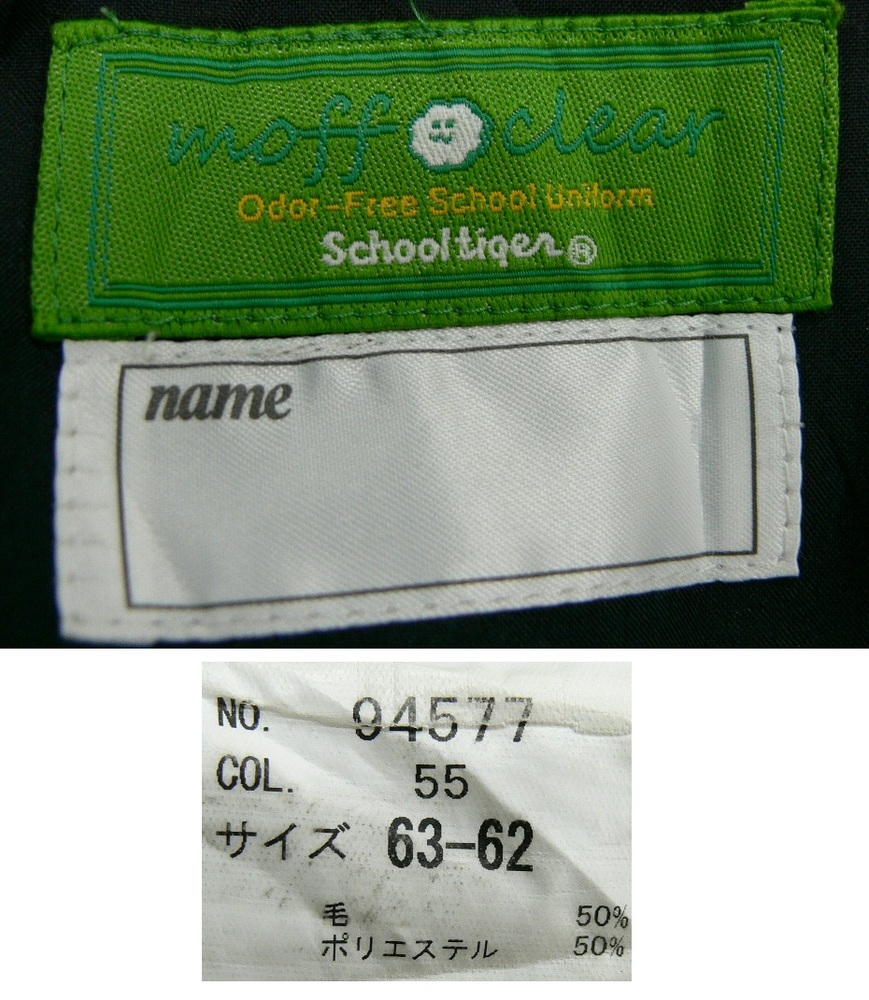 moff clear
Odor-Free School Uniform
Schooltiger®
name
NO. 94577
COL. 55
サイズ 63-62
毛 50%
ポリエステル 50%